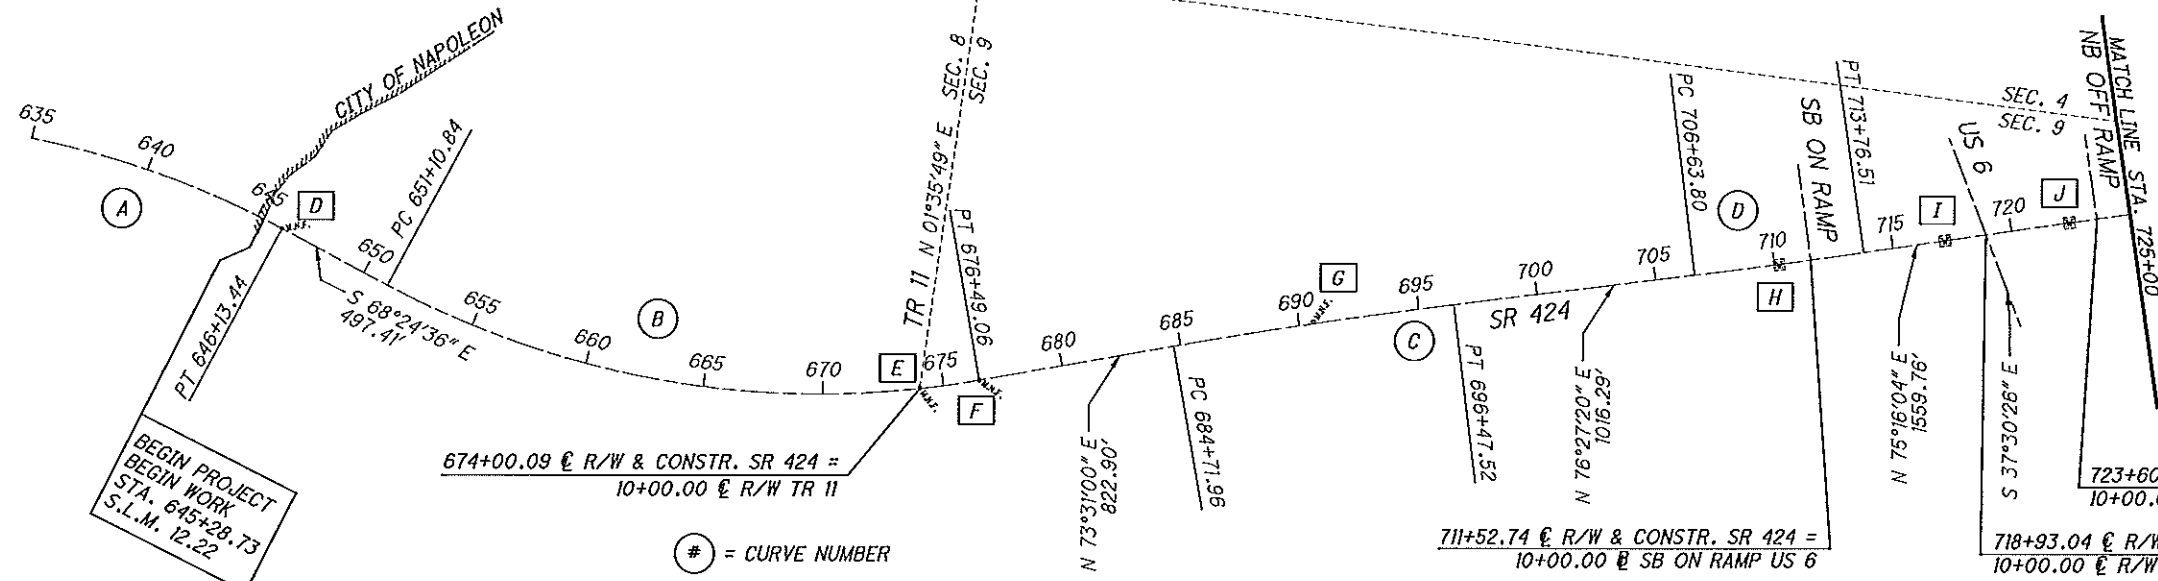 635
640
645
CITY OF NAPOLEON
D
PC 651+10.84
650
PT 646+13.44
S 68°24'36" E
497.41'
A
655
B
660
665
670
BEGIN PROJECT
BEGIN WORK
STA. 645+28.73
S.L.M. 12.22
SEC. 8
SEC. 9
TR 11 N 01°35'49" E
PT 676+49.06
E
675
F
674+00.09 ℄ R/W & CONSTR. SR 424 =
10+00.00 ℄ R/W TR 11
# = CURVE NUMBER
680
685
N 73°31'00" E
822.90'
PC 684+71.96
690
G
695
C
PT 696+47.52
700
SR 424
N 76°27'20" E
1016.29'
705
PC 706+63.80
D
710
H
SB ON RAMP
PT 713+76.51
711+52.74 ℄ R/W & CONSTR. SR 424 =
10+00.00 ⅊ SB ON RAMP US 6
715
I
N 75°16'04" E
1559.76'
US 6
720
J
SEC. 4
SEC. 9
S 37°30'26" E
NB OFF RAMP
MATCH LINE STA. 725+00
723+60
10+00.0
718+93.04 ℄ R/W
10+00.00 ℄ R/W